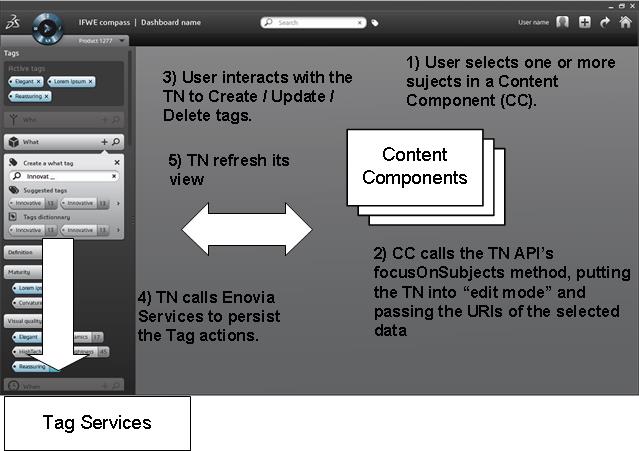 IFWE compass | Dashboard name
Search
User name
Product 1277
Tags
Active tags
Elegant ×
Lorem Ipsum ×
Reassuring ×
Who
What
Create a what tag
Innovat _
Suggested tags
Innovative 13
Innovative 13
Tags dictionnary
Innovative 13
Innovative 13
Definition
Maturity
Lorem Ips
Curvatur
Visual quality
Elegant
amics 17
HighTech
ghness 45
Reassuring
When
1) User selects one or more
sujects in a Content
Component (CC).
3) User interacts with the
TN to Create / Update /
Delete tags.
Content
Components
5) TN refresh its
view
2) CC calls the TN API's
focusOnSubjects method, putting
the TN into “edit mode” and
passing the URIs of the selected
data
4) TN calls Enovia
Services to persist
the Tag actions.
Tag Services